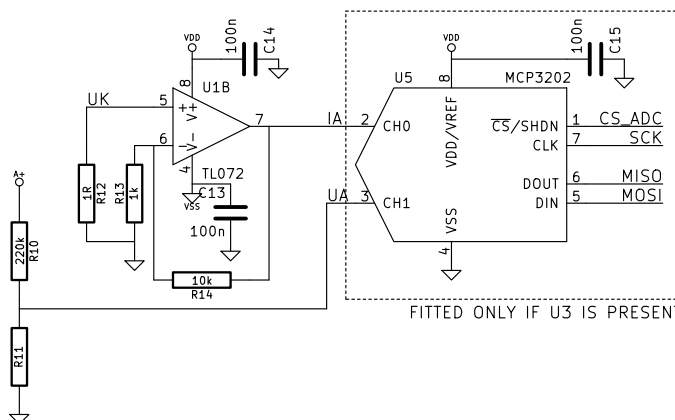 VDD
100n
C14
8
U1B
UK
5
V+
+
7
IA
6
V-
4
TL072
VSS
C13
100n
1R
R12
R13
1k
10k
R14
A+
220k
R10
R11
UA
VDD
100n
C15
U5
8
MCP3202
2
CH0
VDD/VREF
CS/SHDN
1
CS_ADC
CLK
7
SCK
DOUT
6
MISO
3
CH1
DIN
5
MOSI
VSS
4
FITTED ONLY IF U3 IS PRESENT